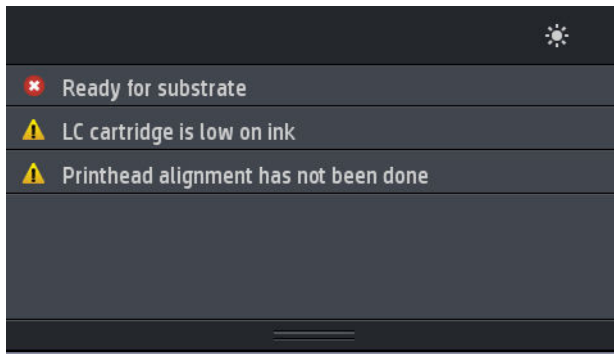 Ready for substrate
LC cartridge is low on ink
Printhead alignment has not been done